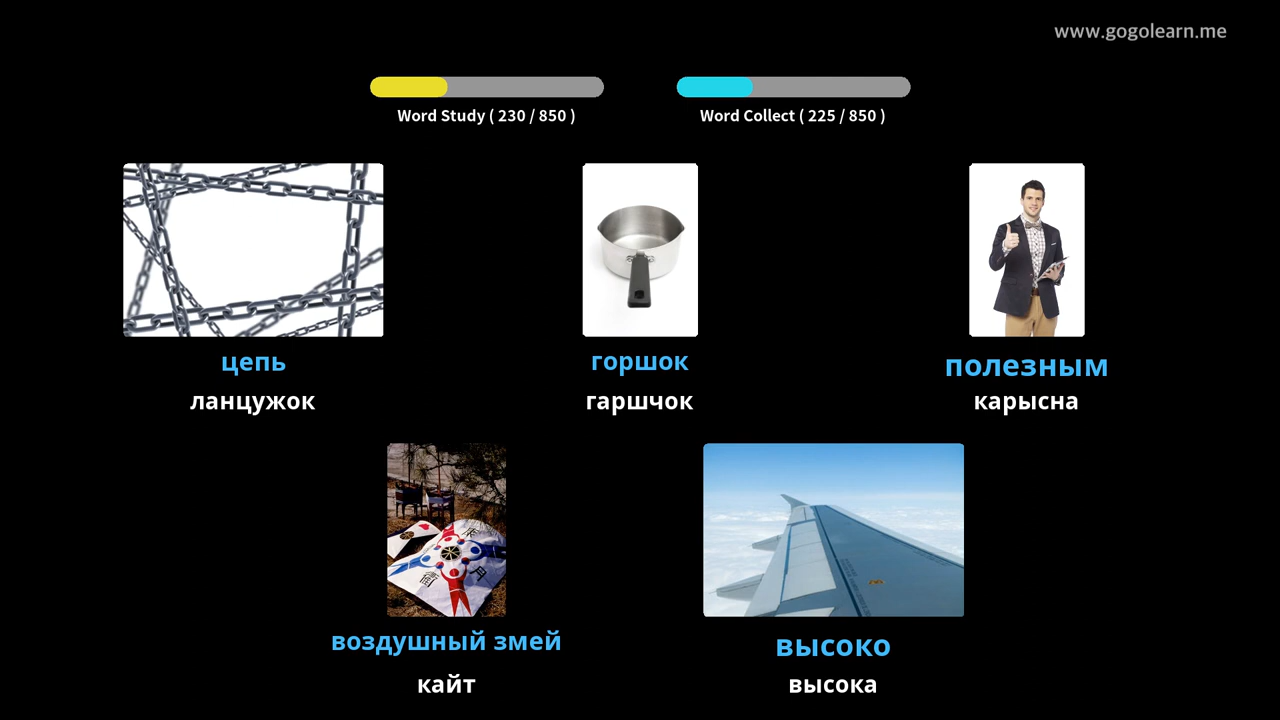 www.gogolearn.me
Word Study ( 230 / 850 )
Word Collect ( 225 / 850 )
цепь
горшок
полезным
ланцужок
гаршчок
карысна
воздушный змей
высоко
кайт
высока